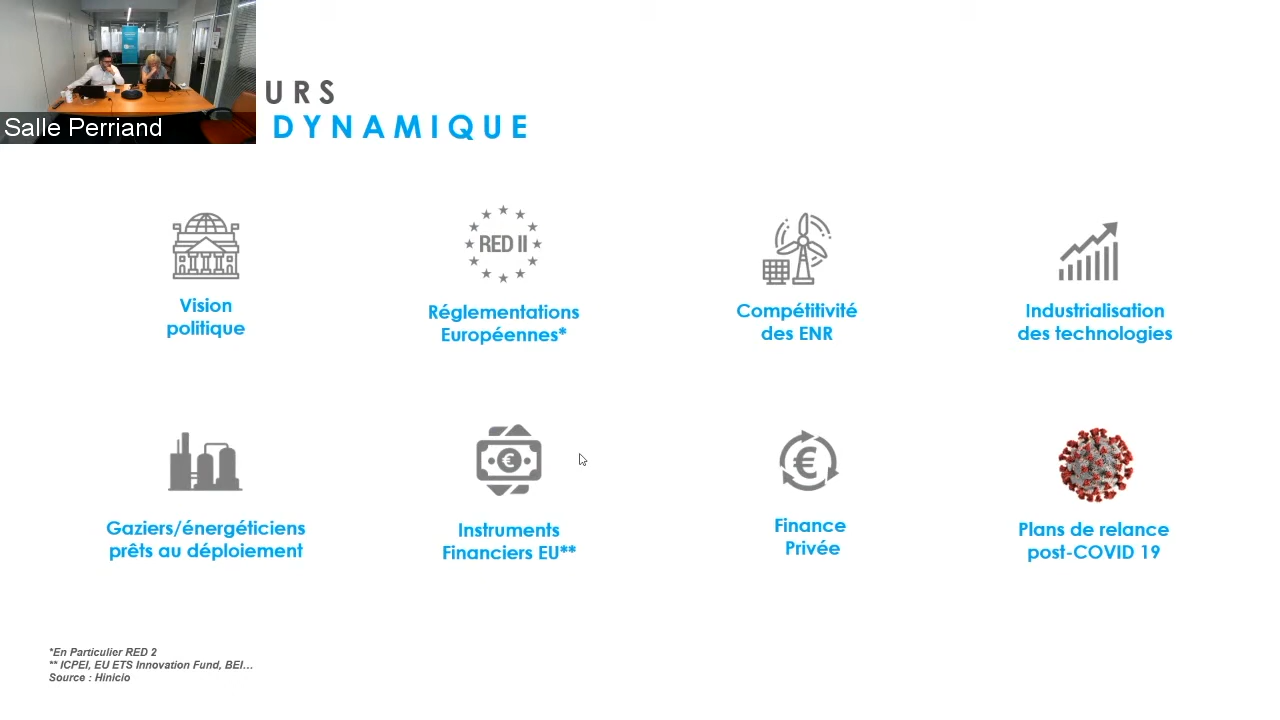 Salle Perriand
URS
DYNAMIQUE
RED II
Vision
politique
Réglementations
Européennes*
Compétitivité
des ENR
Industrialisation
des technologies
€
€
Gaziers/énergéticiens
prêts au déploiement
Instruments
Financiers EU**
Finance
Privée
Plans de relance
post-COVID 19
*En Particulier RED 2
** ICPEI, EU ETS Innovation Fund, BEI...
Source : Hinicio